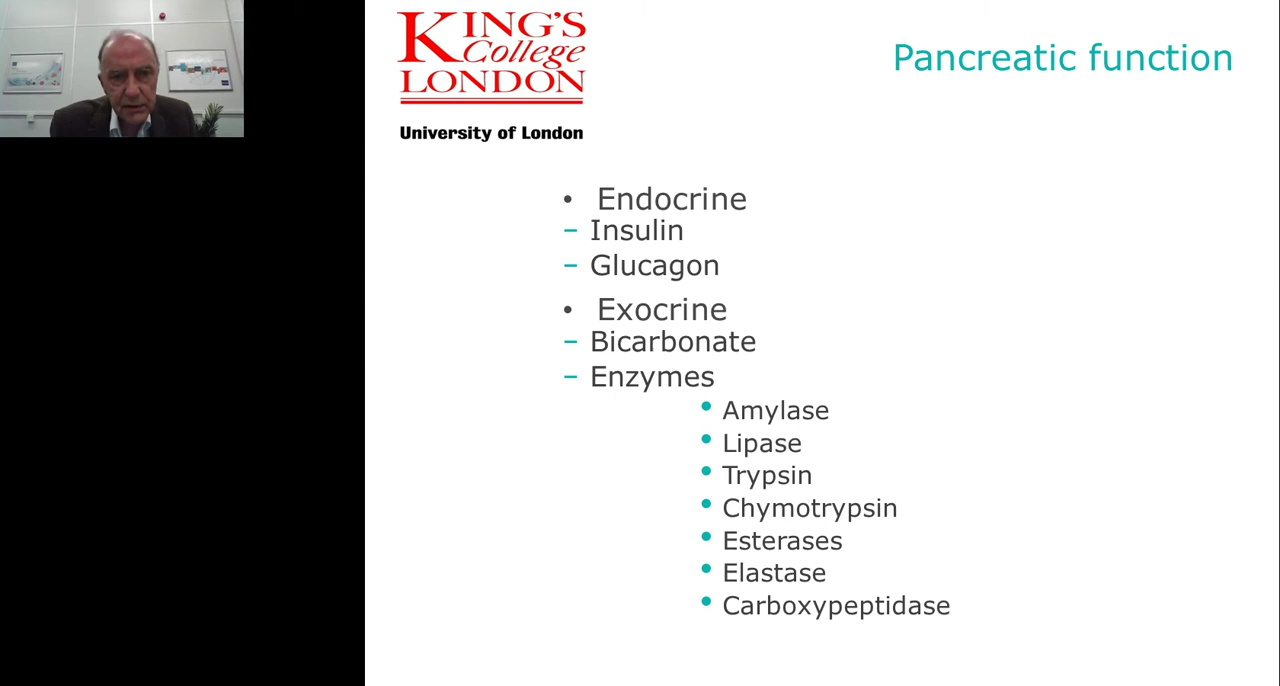 KING'S
College
LONDON
University of London
Pancreatic function
• Endocrine
– Insulin
– Glucagon
• Exocrine
– Bicarbonate
– Enzymes
• Amylase
• Lipase
• Trypsin
• Chymotrypsin
• Esterases
• Elastase
• Carboxypeptidase